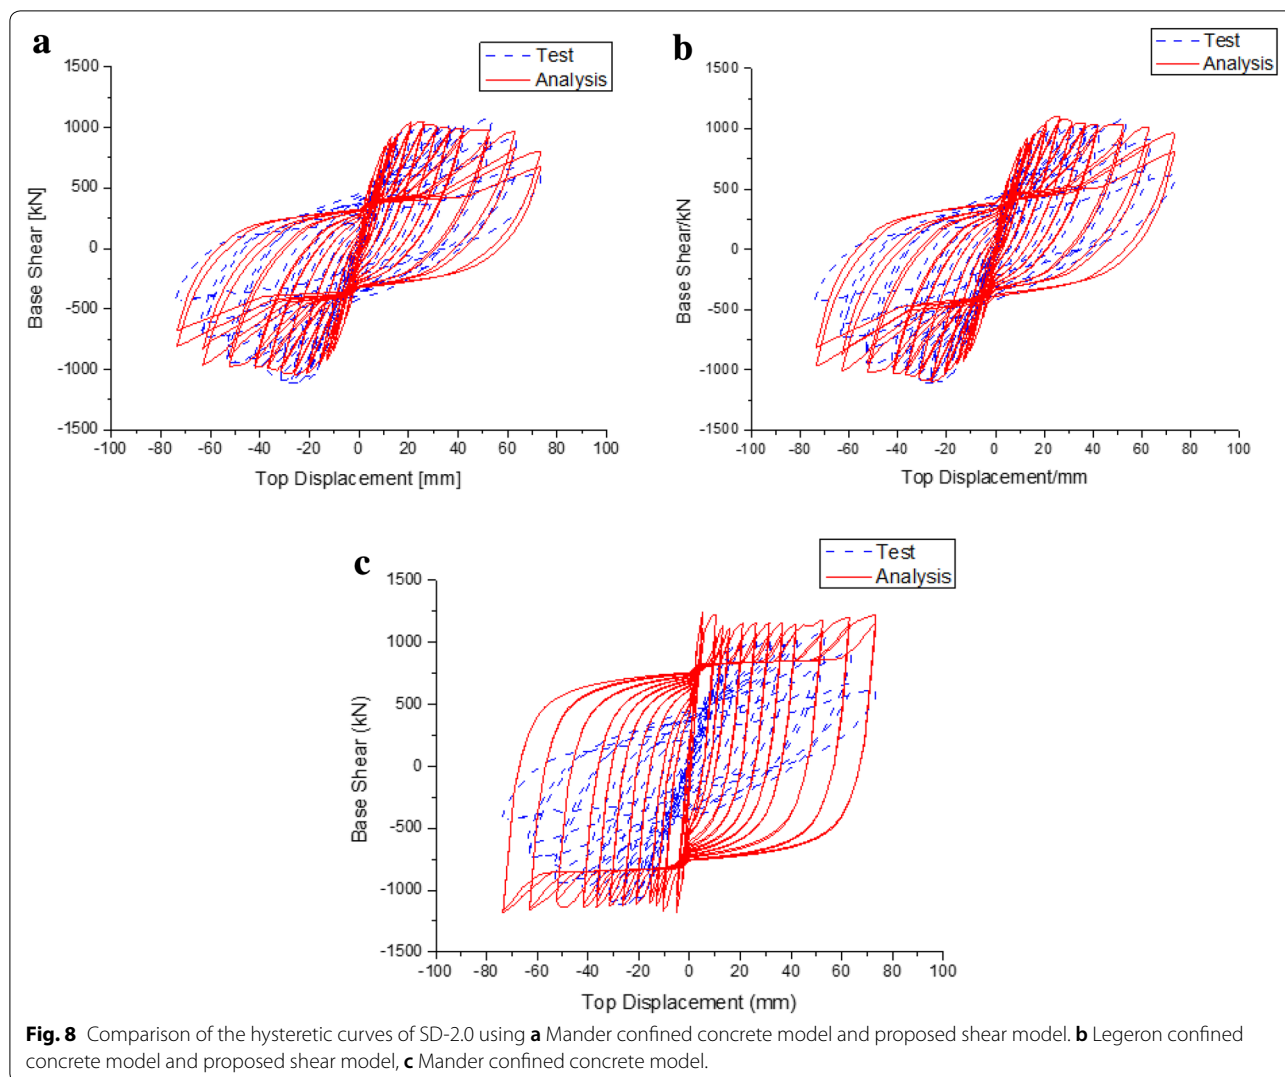 a
Test
Analysis
1500
1000
500
0
-500
-1000
-1500
Base Shear [kN]
-100 -80 -60 -40 -20 0 20 40 60 80 100
Top Displacement [mm]
b
Test
Analysis
1500
1000
500
0
-500
-1000
-1500
Base Shear/kN
-100 -80 -60 -40 -20 0 20 40 60 80 100
Top Displacement/mm
c
Test
Analysis
1500
1000
500
0
-500
-1000
-1500
Base Shear (kN)
-100 -80 -60 -40 -20 0 20 40 60 80 100
Top Displacement (mm)
Fig. 8 Comparison of the hysteretic curves of SD-2.0 using a Mander confined concrete model and proposed shear model. b Legeron confined
concrete model and proposed shear model, c Mander confined concrete model.